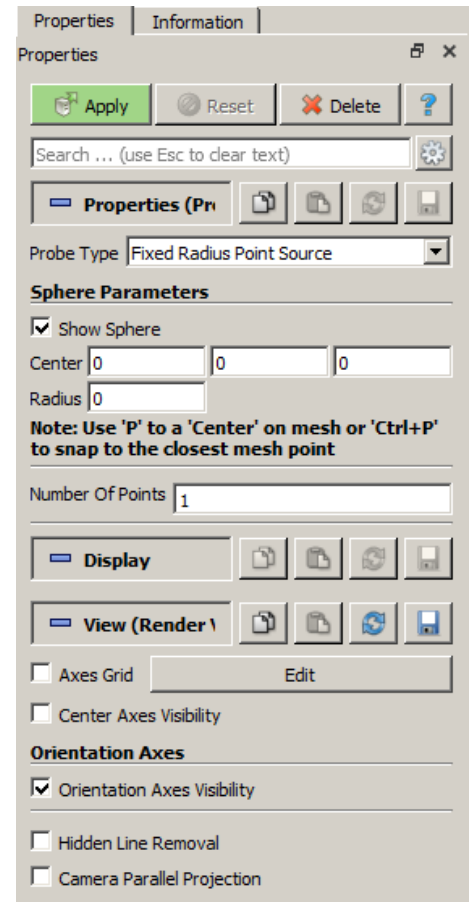 Properties Information
Properties
Apply Reset Delete ?
Search ... (use Esc to clear text)
Properties (Pro
Probe Type Fixed Radius Point Source
Sphere Parameters
Show Sphere
Center 0 0 0
Radius 0
Note: Use 'P' to a 'Center' on mesh or 'Ctrl+P'
to snap to the closest mesh point
Number Of Points 1
Display
View (Render V
Axes Grid Edit
Center Axes Visibility
Orientation Axes
Orientation Axes Visibility
Hidden Line Removal
Camera Parallel Projection